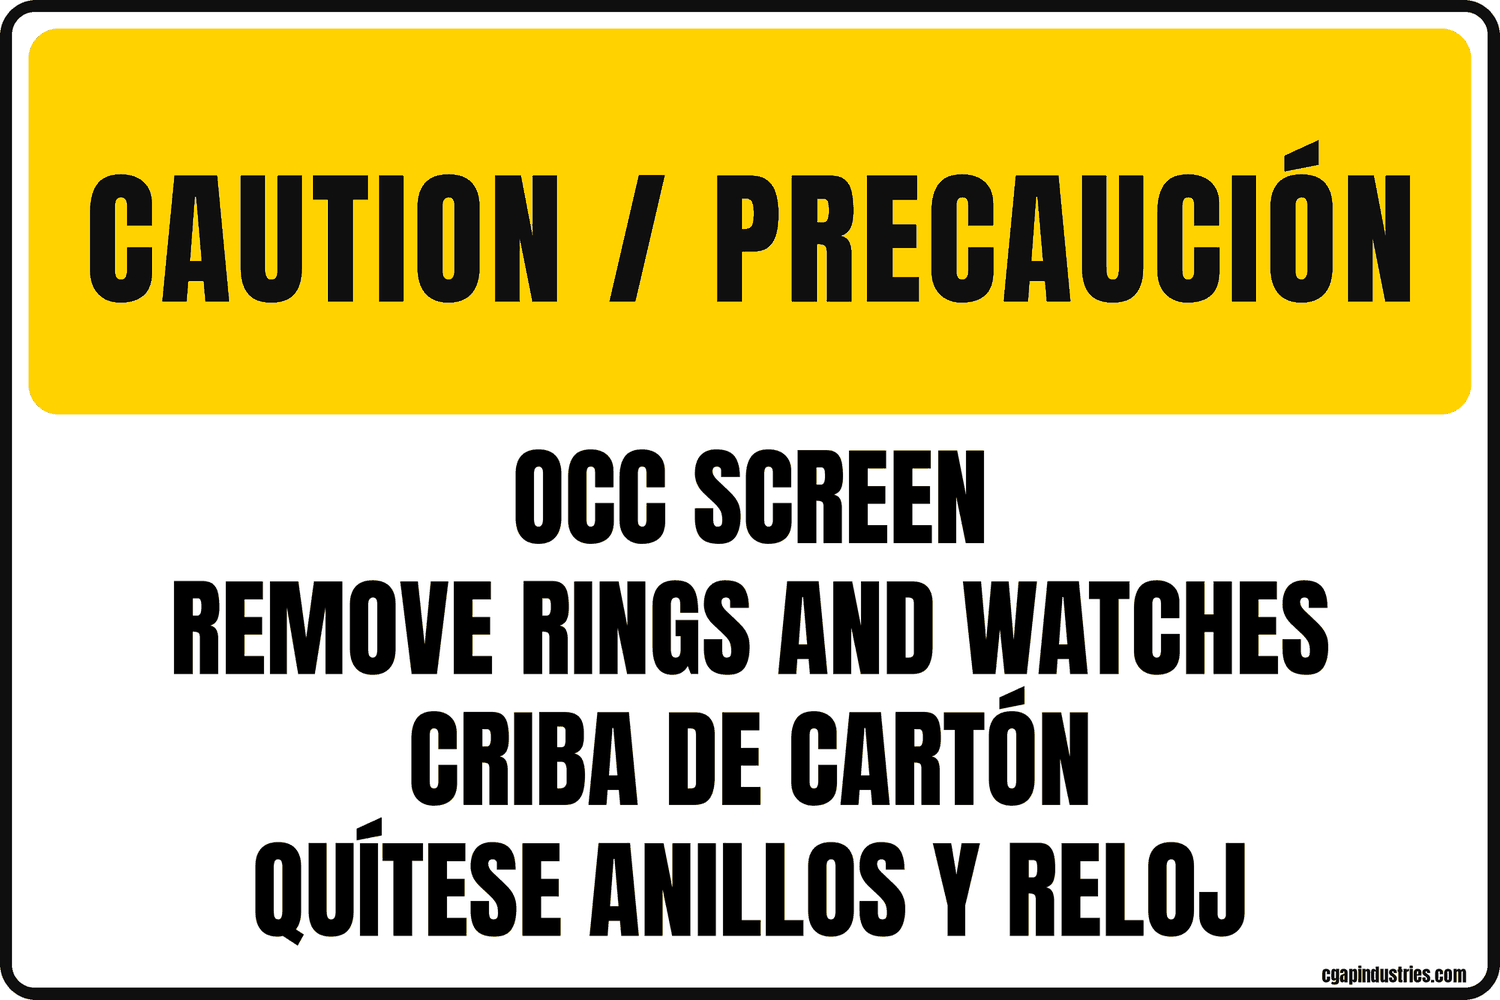 CAUTION / PRECAUCIÓN
OCC SCREEN
REMOVE RINGS AND WATCHES
CRIBA DE CARTÓN
QUÍTESE ANILLOS Y RELOJ
cgapindustries.com